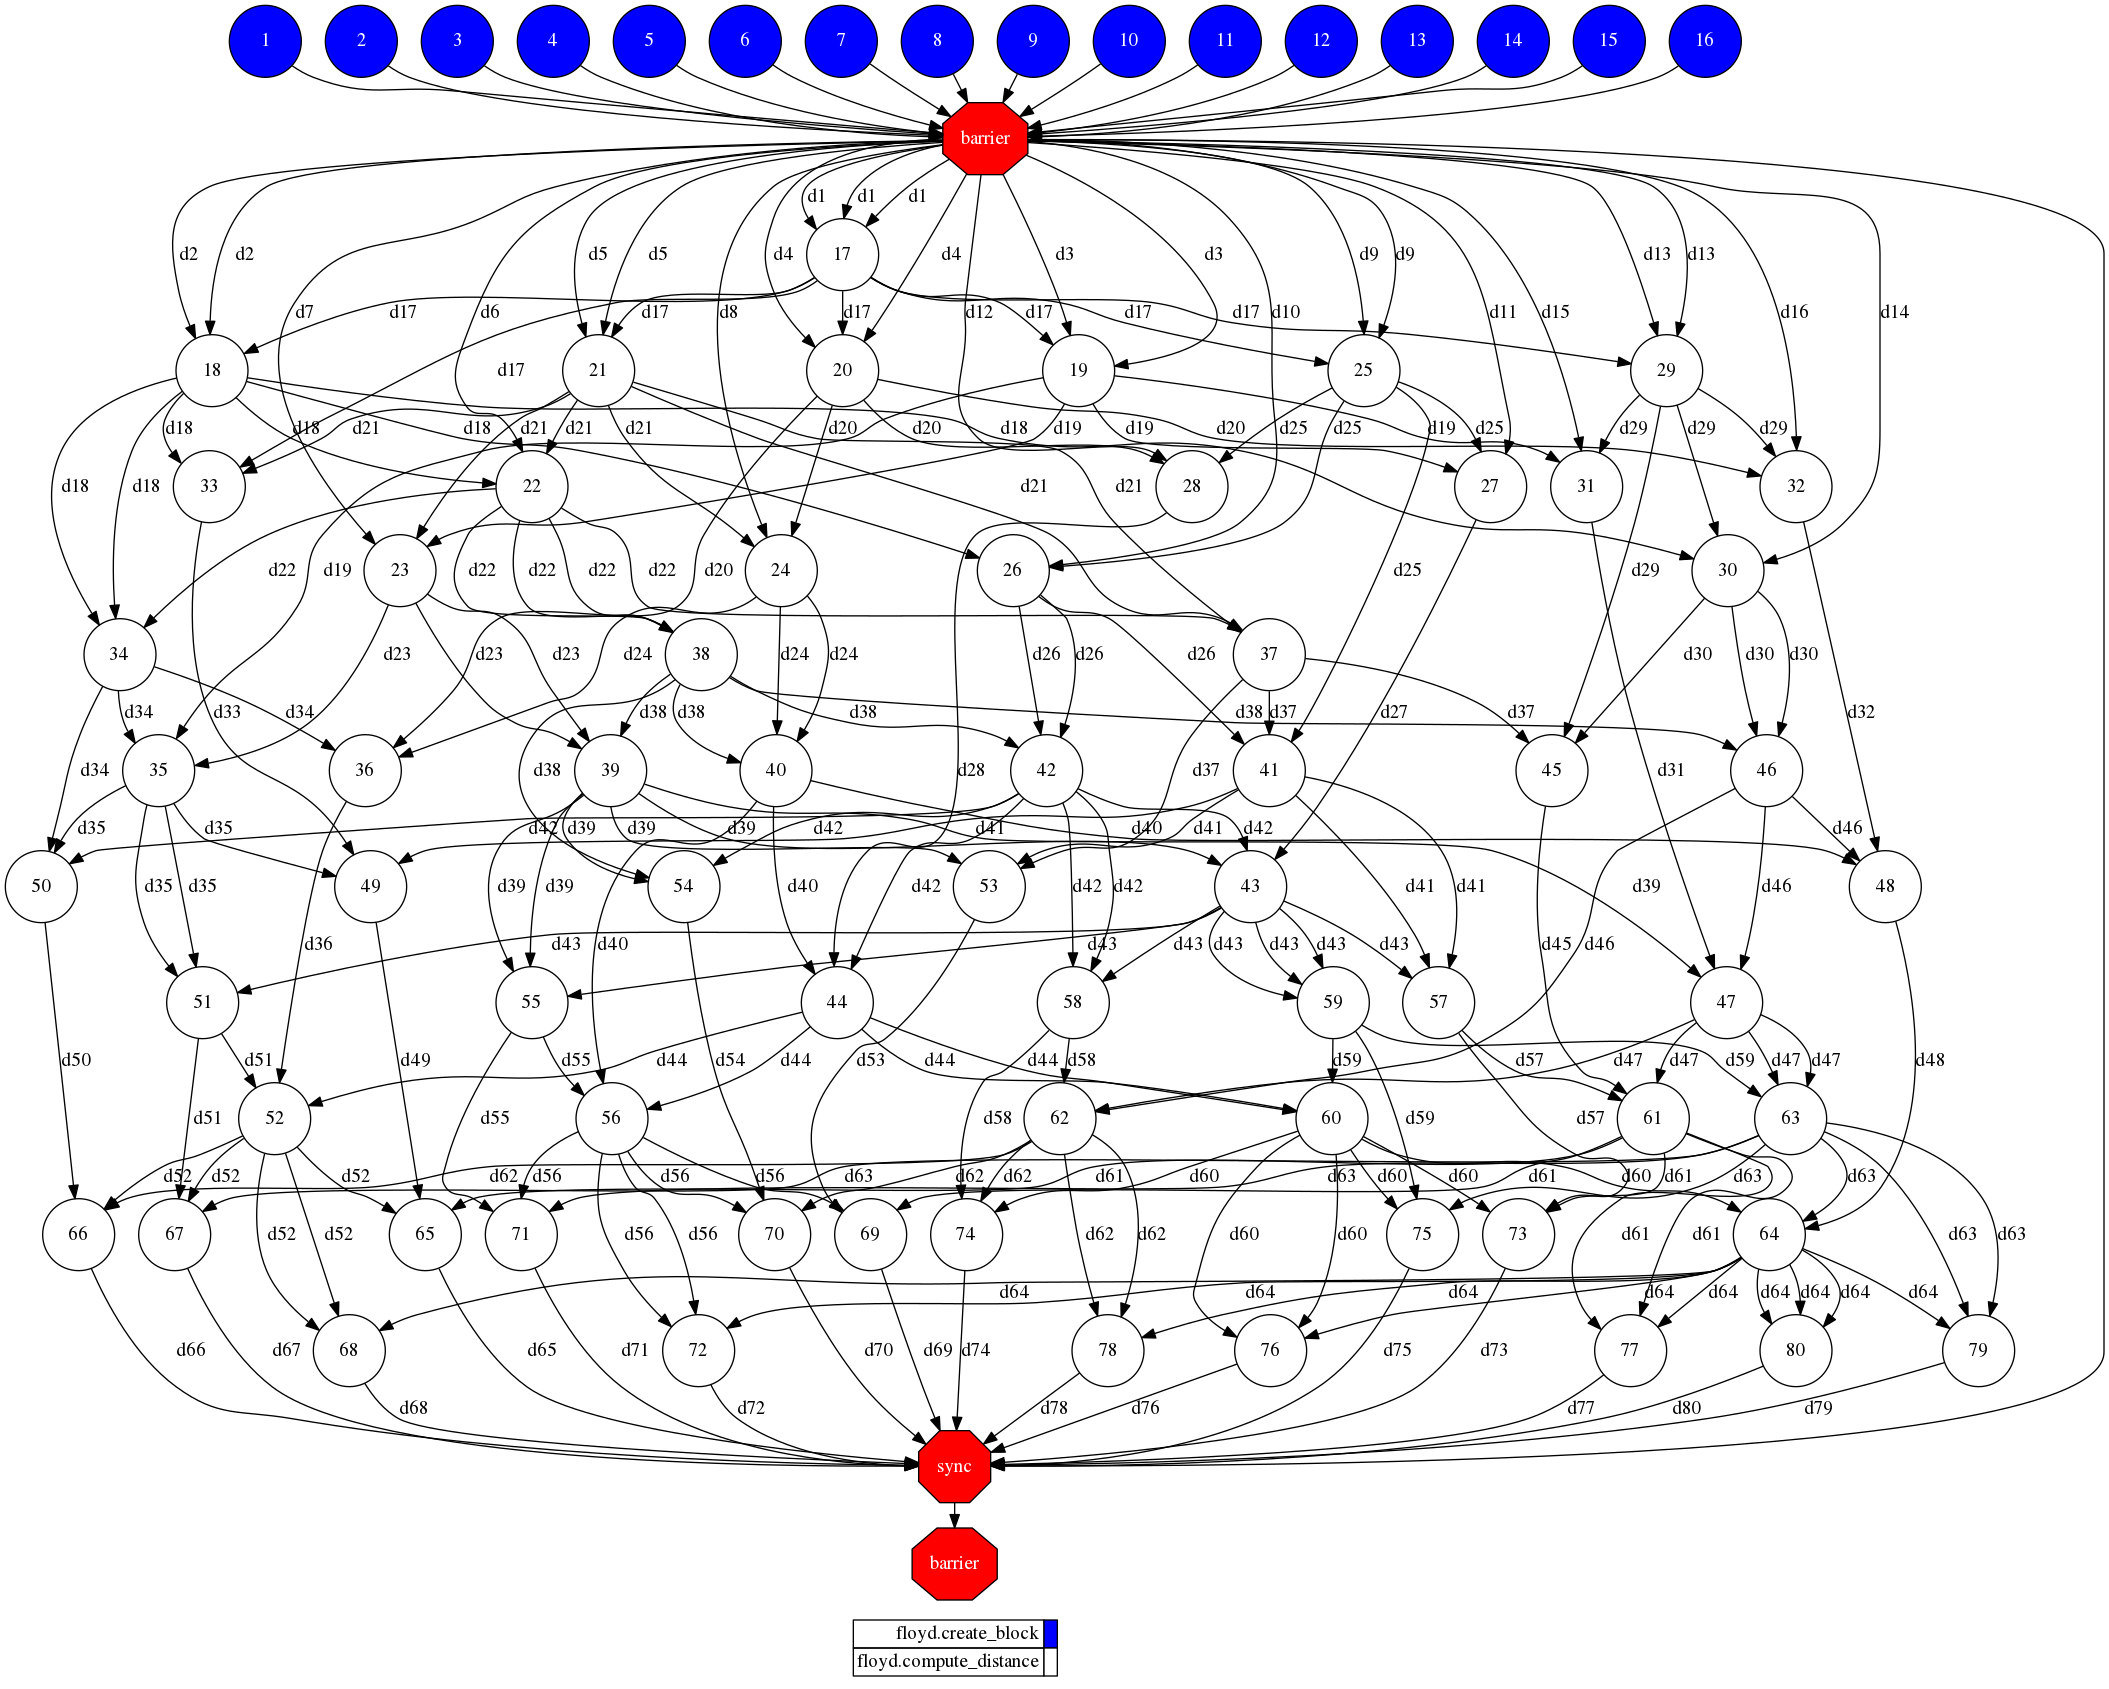 1 2 3 4 5 6 7 8 9 10 11 12 13 14 15 16
barrier
d1 d1 d1
d2 d2 d7 d6 d5 d5 d8 d4 17 d4 d12 d3 d3 d10 d9 d9 d11 d15 d13 d13 d16 d14
d17 d17 d17 d17 d17 d17 d17
18 21 20 19 25 29
d18 d18 d18 d21 d21 d21 d21 d20 d20 d18 d19 d19 d20 d25 d19 d25 d25 d29 d29 d29
33 22 28 27 31 32
d18 d18 d22 d19 d22 d22 d22 d22 d20 d21 d21 d25 d29
23 24 26 30
34 d23 d23 d23 d24 38 d24 d24 d26 d26 d26 37 d30 d30 d30
d34 d34 d33 d38 d38 d38 d38 d37 d37 d27 d32
35 36 39 40 42 41 45 46
d34 d38 d28 d37 d31
d35 d35 d42 d39 d39 d39 d42 d41 d40 d41 d42 d46
50 49 54 53 43 48
d35 d35 d39 d39 d40 d42 d42 d42 d41 d41 d39 d46
d36 d43 d40 d43 d43 d43 d43 d43 d43 d45 d46
51 55 44 58 59 57 47
d50 d51 d49 d55 d44 d44 d54 d53 d44 d44 d58 d59 d57 d47 d59 d47 d47 d48
52 56 62 60 61 63
d51 d55 d58 d59 d57
d52 d52 d52 d62 d56 d56 d56 d63 d61 d62 d62 d60 d63 d60 d60 d61 d60 d61 d63 d63
66 67 65 71 70 69 74 75 73 64
d52 d52 d56 d56 d62 d62 d60 d60 d61 d61 d63 d63
d64 d64 d64 d64 d64 d64 d64 d64 d64
68 72 78 76 77 80 79
d66 d67 d65 d71 d70 d69 d74 d75 d73
d68 d72 d78 d76 d77 d80 d79
sync
barrier
floyd.create_block
floyd.compute_distance